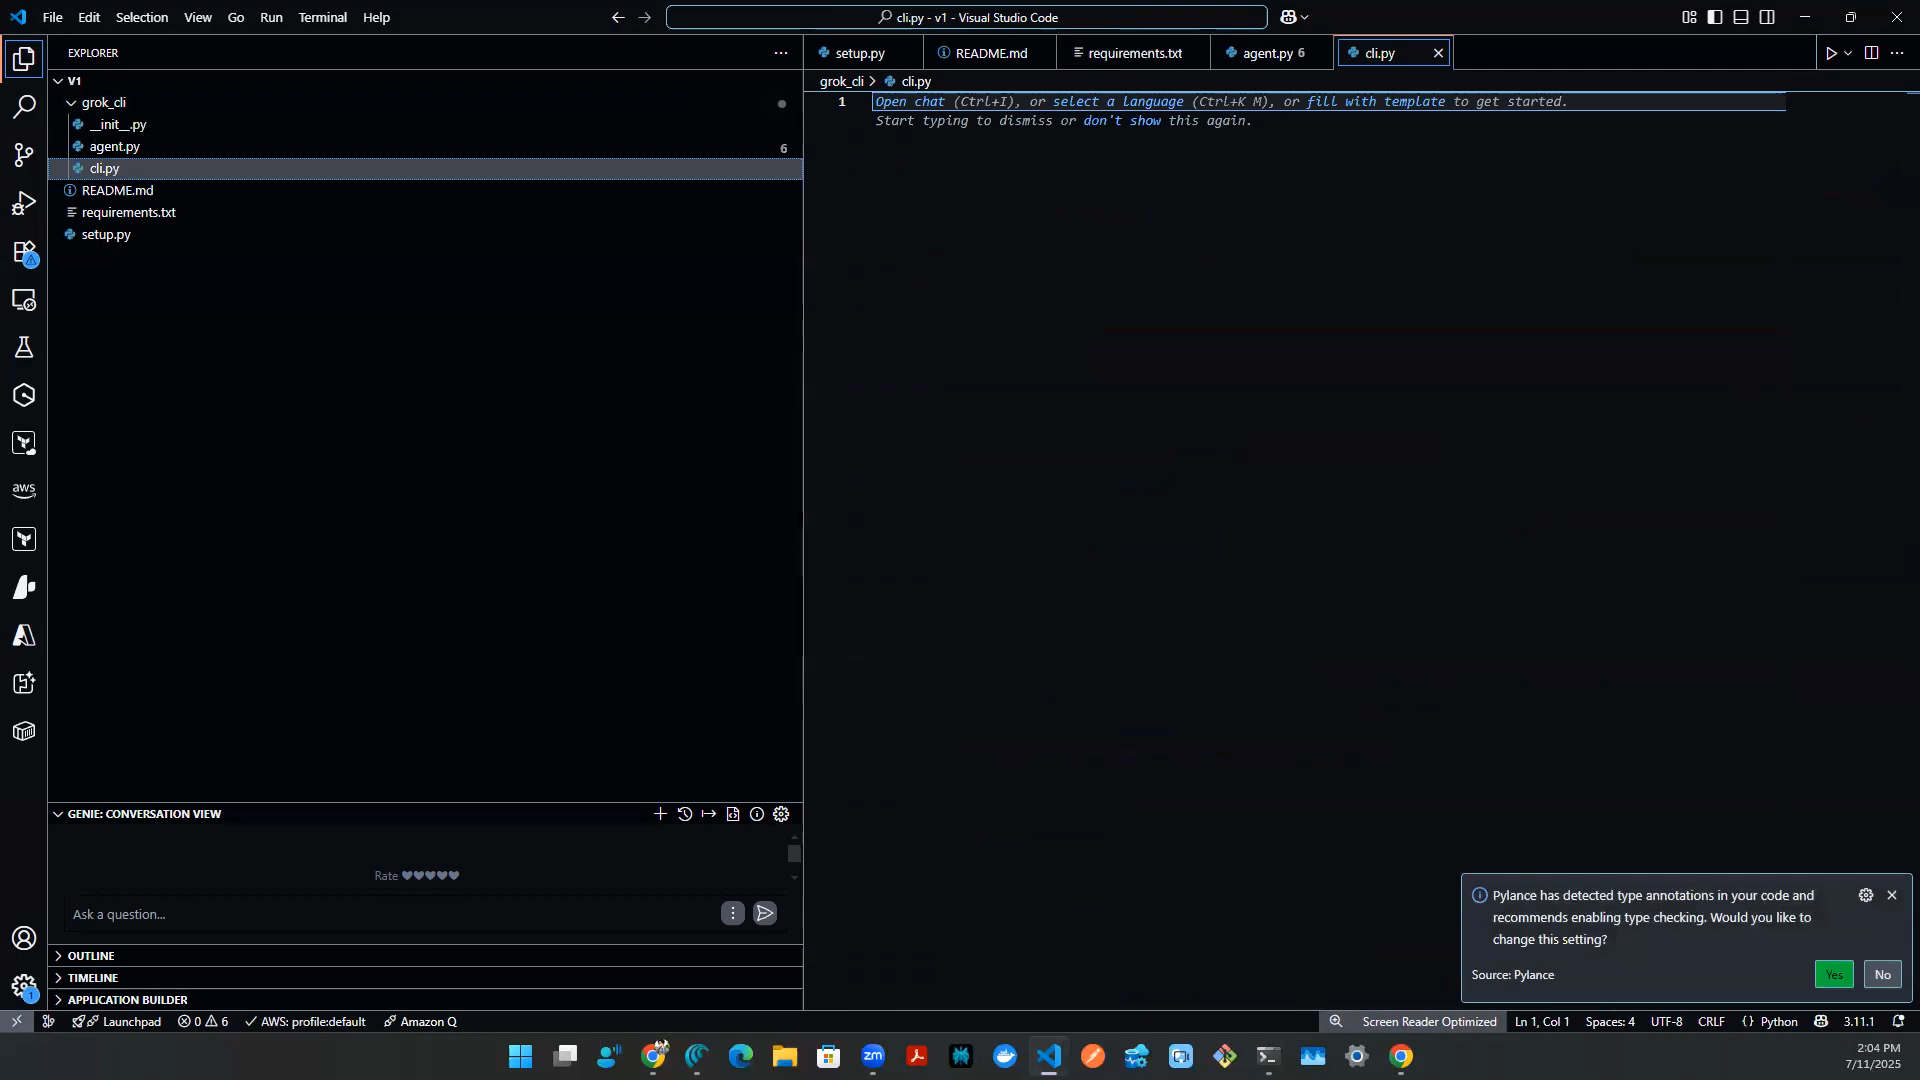 File Edit Selection View Go Run Terminal Help
cli.py - v1 - Visual Studio Code
EXPLORER
V1
grok_cli
__init__.py
agent.py
6
cli.py
README.md
requirements.txt
setup.py
setup.py README.md requirements.txt agent.py 6 cli.py
grok_cli > cli.py
1
Open chat (Ctrl+I), or select a language (Ctrl+K M), or fill with template to get started.
Start typing to dismiss or don't show this again.
aws
GENIE: CONVERSATION VIEW
Rate
Ask a question...
OUTLINE
TIMELINE
APPLICATION BUILDER
Pylance has detected type annotations in your code and
recommends enabling type checking. Would you like to
change this setting?
Source: Pylance
Yes No
1
Launchpad 0 6 AWS: profile:default Amazon Q
Screen Reader Optimized Ln 1, Col 1 Spaces: 4 UTF-8 CRLF Python 3.11.1
zm
2:04 PM
7/11/2025